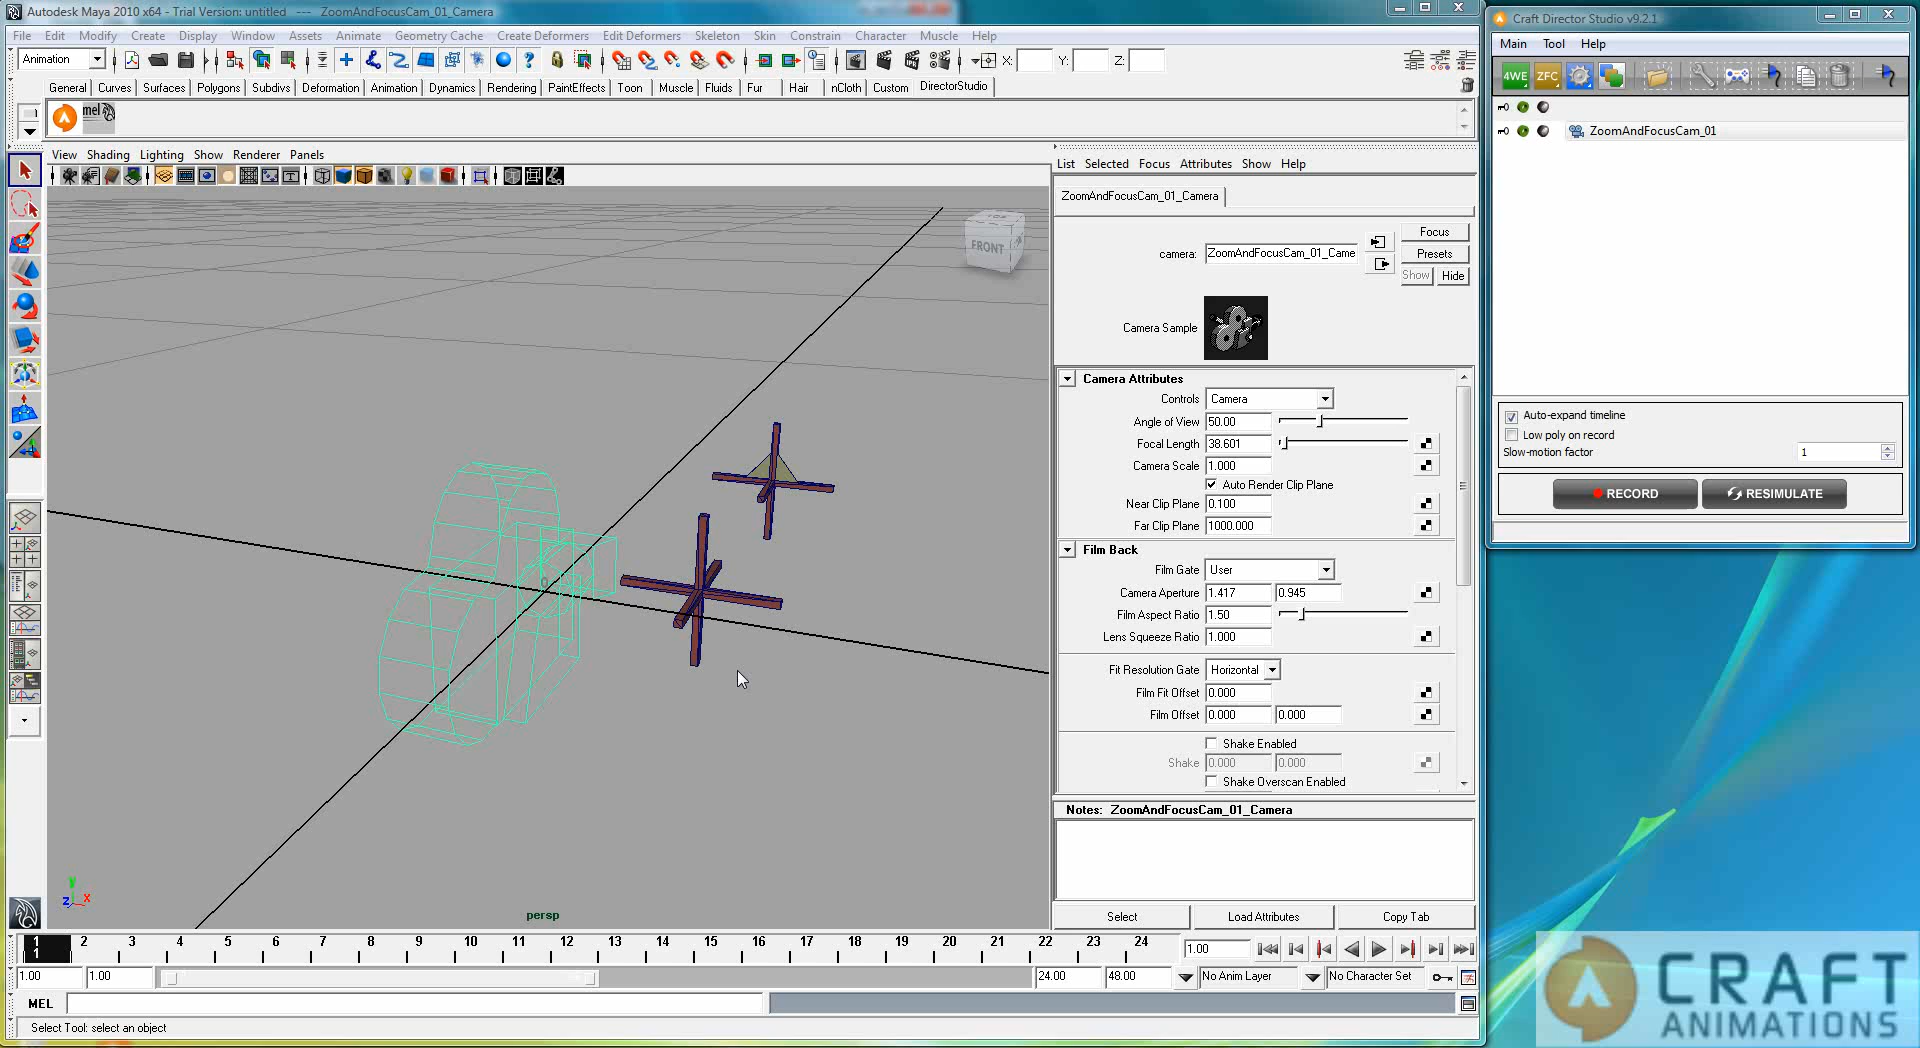 Autodesk Maya 2010 x64 - Trial Version: untitled --- ZoomAndFocusCam_01_Camera
File Edit Modify Create Display Window Assets Animate Geometry Cache Create Deformers Edit Deformers Skeleton Skin Constrain Character Muscle Help
Animation X: Y: Z:
General Curves Surfaces Polygons Subdivs Deformation Animation Dynamics Rendering PaintEffects Toon Muscle Fluids Fur Hair nCloth Custom DirectorStudio
mel
View Shading Lighting Show Renderer Panels
FRONT
persp
y
z x
List Selected Focus Attributes Show Help
ZoomAndFocusCam_01_Camera
camera: ZoomAndFocusCam_01_Came
Focus
Presets
Show Hide
Camera Sample
Camera Attributes
Controls Camera
Angle of View 50.00
Focal Length 38.601
Camera Scale 1.000
Auto Render Clip Plane
Near Clip Plane 0.100
Far Clip Plane 1000.000
Film Back
Film Gate User
Camera Aperture 1.417 0.945
Film Aspect Ratio 1.50
Lens Squeeze Ratio 1.000
Fit Resolution Gate Horizontal
Film Fit Offset 0.000
Film Offset 0.000 0.000
Shake Enabled
Shake 0.000 0.000
Shake Overscan Enabled
Notes: ZoomAndFocusCam_01_Camera
Select Load Attributes Copy Tab
1 2 3 4 5 6 7 8 9 10 11 12 13 14 15 16 17 18 19 20 21 22 23 24
1
1.00
1.00 1.00 24.00 48.00 No Anim Layer No Character Set
MEL
Select Tool: select an object
Craft Director Studio v9.2.1
Main Tool Help
4WE ZFC
ZoomAndFocusCam_01
Auto-expand timeline
Low poly on record
Slow-motion factor 1
RECORD RESIMULATE
CRAFT
ANIMATIONS